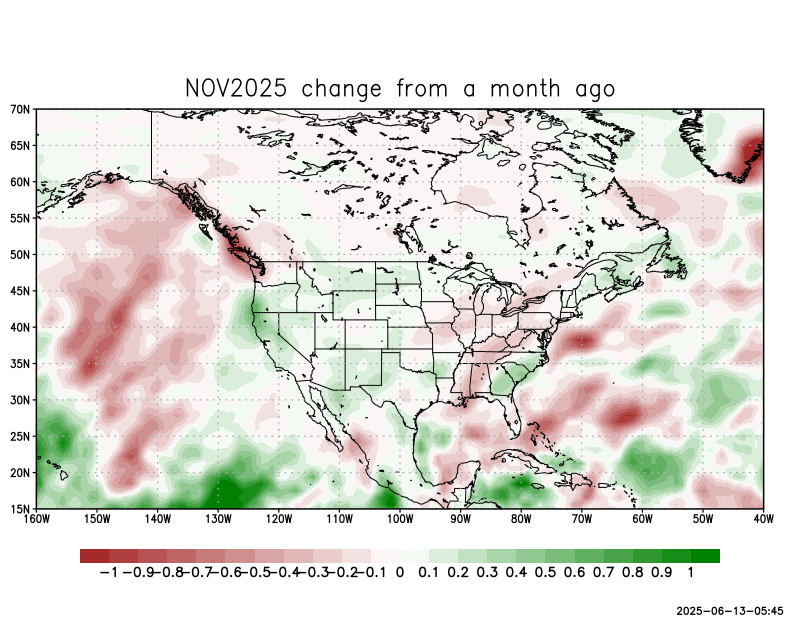 NOV2025 change from a month ago
70N
65N
60N
55N
50N
45N
40N
35N
30N
25N
20N
15N
160W 150W 140W 130W 120W 110W 100W 90W 80W 70W 60W 50W 40W
-1 -0.9 -0.8 -0.7 -0.6 -0.5 -0.4 -0.3 -0.2 -0.1 0 0.1 0.2 0.3 0.4 0.5 0.6 0.7 0.8 0.9 1
2025-06-13-05:45